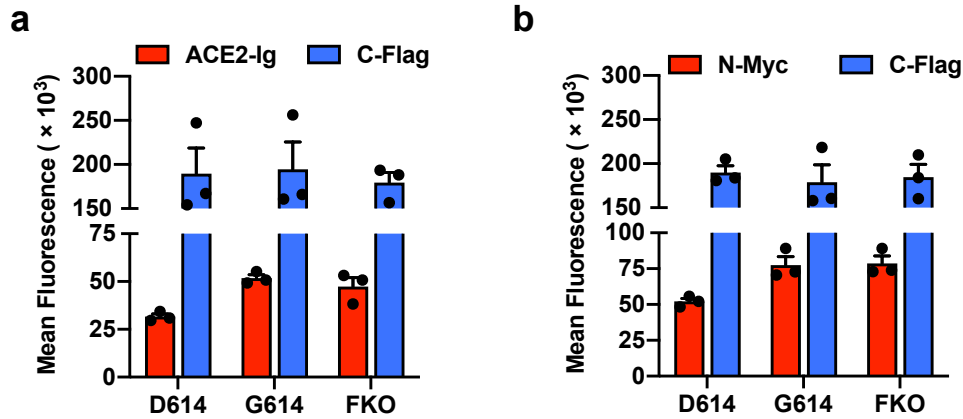 a
ACE2-Ig C-Flag
Mean Fluorescence ( × 10³)
300
250
200
150
75
50
25
0
D614 G614 FKO
b
N-Myc C-Flag
Mean Fluorescence ( × 10³)
300
250
200
150
100
75
50
25
0
D614 G614 FKO